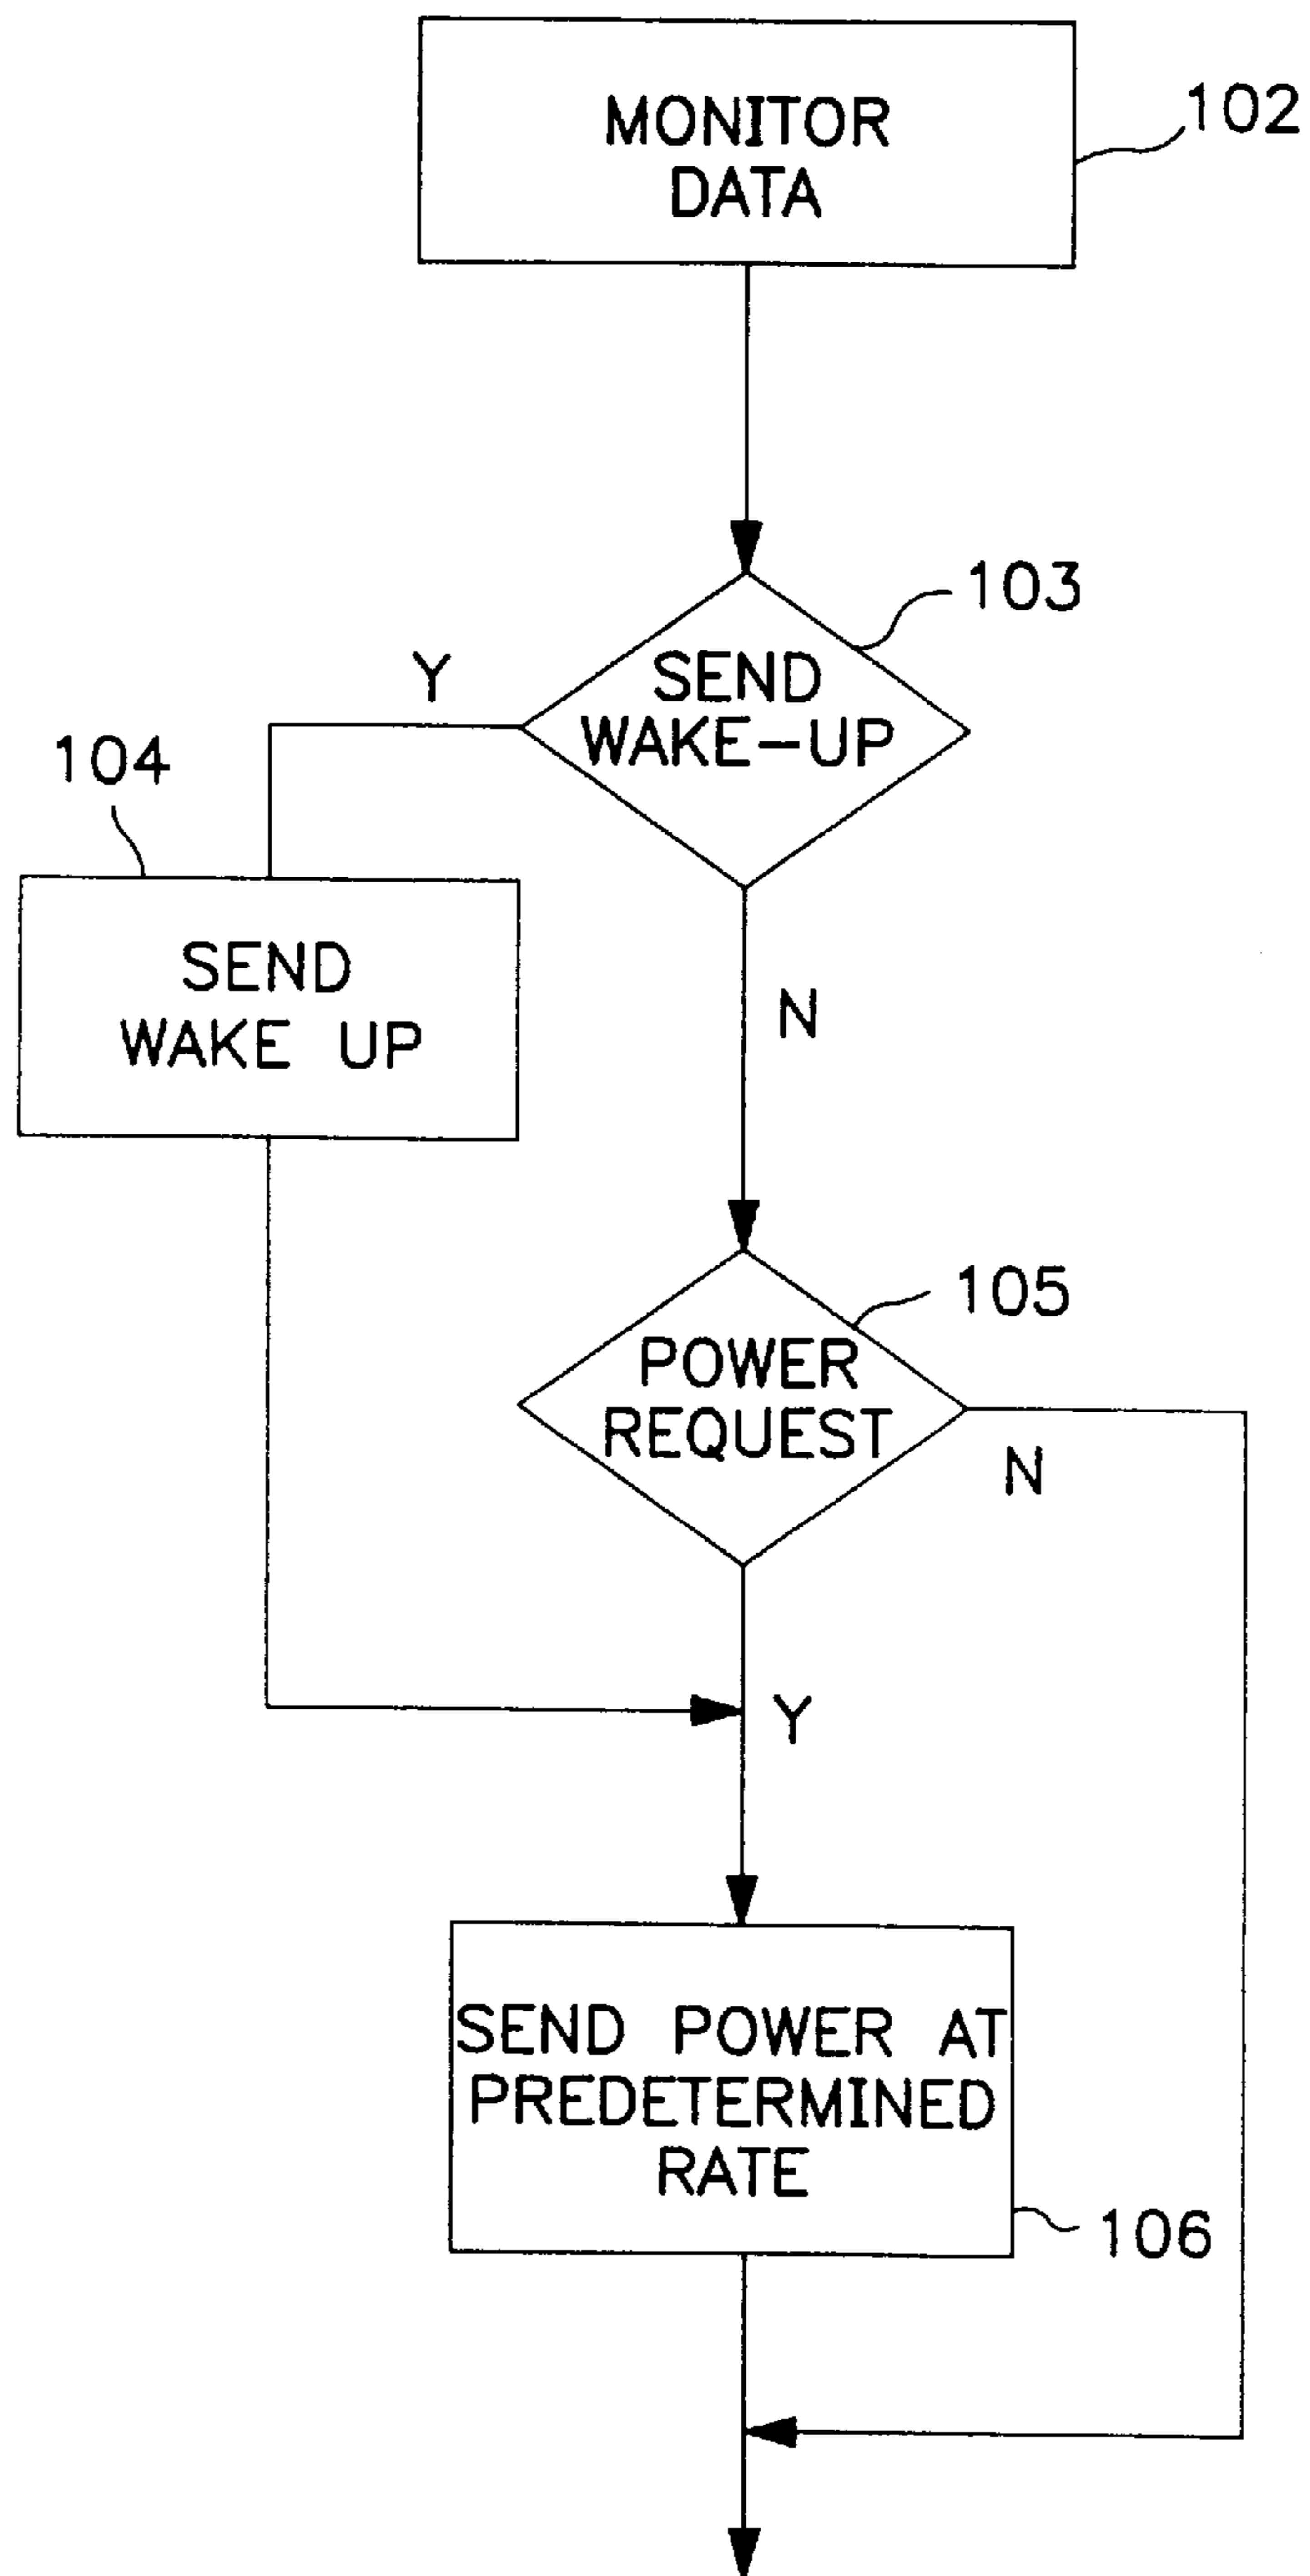 MONITOR
DATA
102
103
SEND
WAKE-UP
Y
104
SEND
WAKE UP
N
105
POWER
REQUEST
N
Y
SEND POWER AT
PREDETERMINED
RATE
106